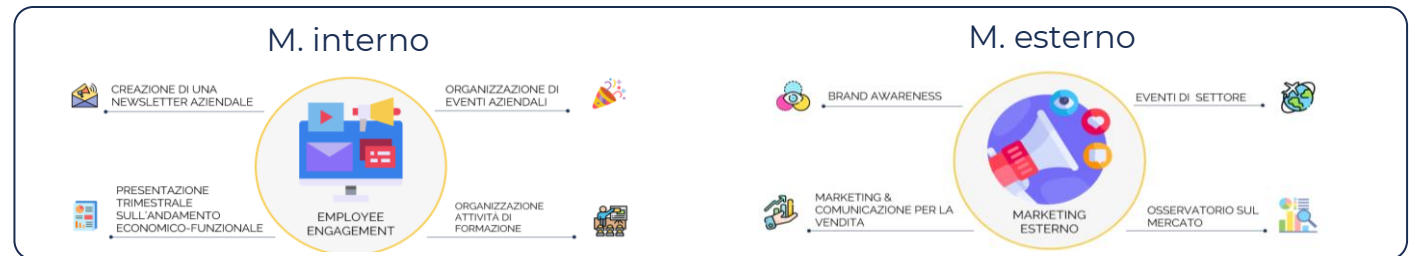 M. interno
CREAZIONE DI UNA
NEWSLETTER AZIENDALE
ORGANIZZAZIONE DI
EVENTI AZIENDALI
PRESENTAZIONE
TRIMESTRALE
SULL'ANDAMENTO
ECONOMICO-FUNZIONALE
EMPLOYEE
ENGAGEMENT
ORGANIZZAZIONE
ATTIVITÀ DI
FORMAZIONE
M. esterno
BRAND AWARENESS
EVENTI DI SETTORE
MARKETING &
COMUNICAZIONE PER LA
VENDITA
MARKETING
ESTERNO
OSSERVATORIO SUL
MERCATO